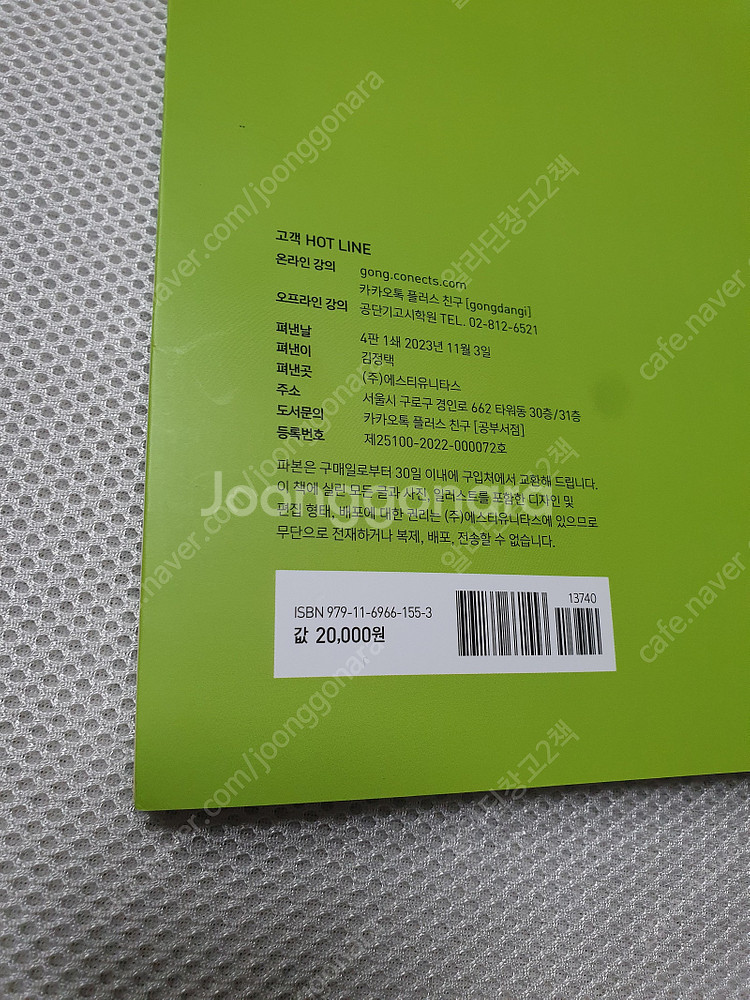 고객 HOT LINE
온라인 강의 gong.conects.com
카카오톡 플러스 친구 [gongdangi]
오프라인 강의 공단기고시학원 TEL. 02-812-6521
펴낸날 4판 1쇄 2023년 11월 3일
펴낸이 김정택
펴낸곳 (주)에스티유니타스
주소 서울시 구로구 경인로 662 타워동 30층/31층
도서문의 카카오톡 플러스 친구 [공부서점]
등록번호 제25100-2022-000072호
파본은 구매일로부터 30일 이내에 구입처에서 교환해 드립니다.
이 책에 실린 모든 글과 사진, 일러스트를 포함한 디자인 및
편집 형태, 배포에 대한 권리는 (주)에스티유니타스에 있으므로
무단으로 전재하거나 복제, 배포, 전송할 수 없습니다.
Joonggonara
ISBN 979-11-6966-155-3
값 20,000원
13740
cafe.naver.com/joonggonara